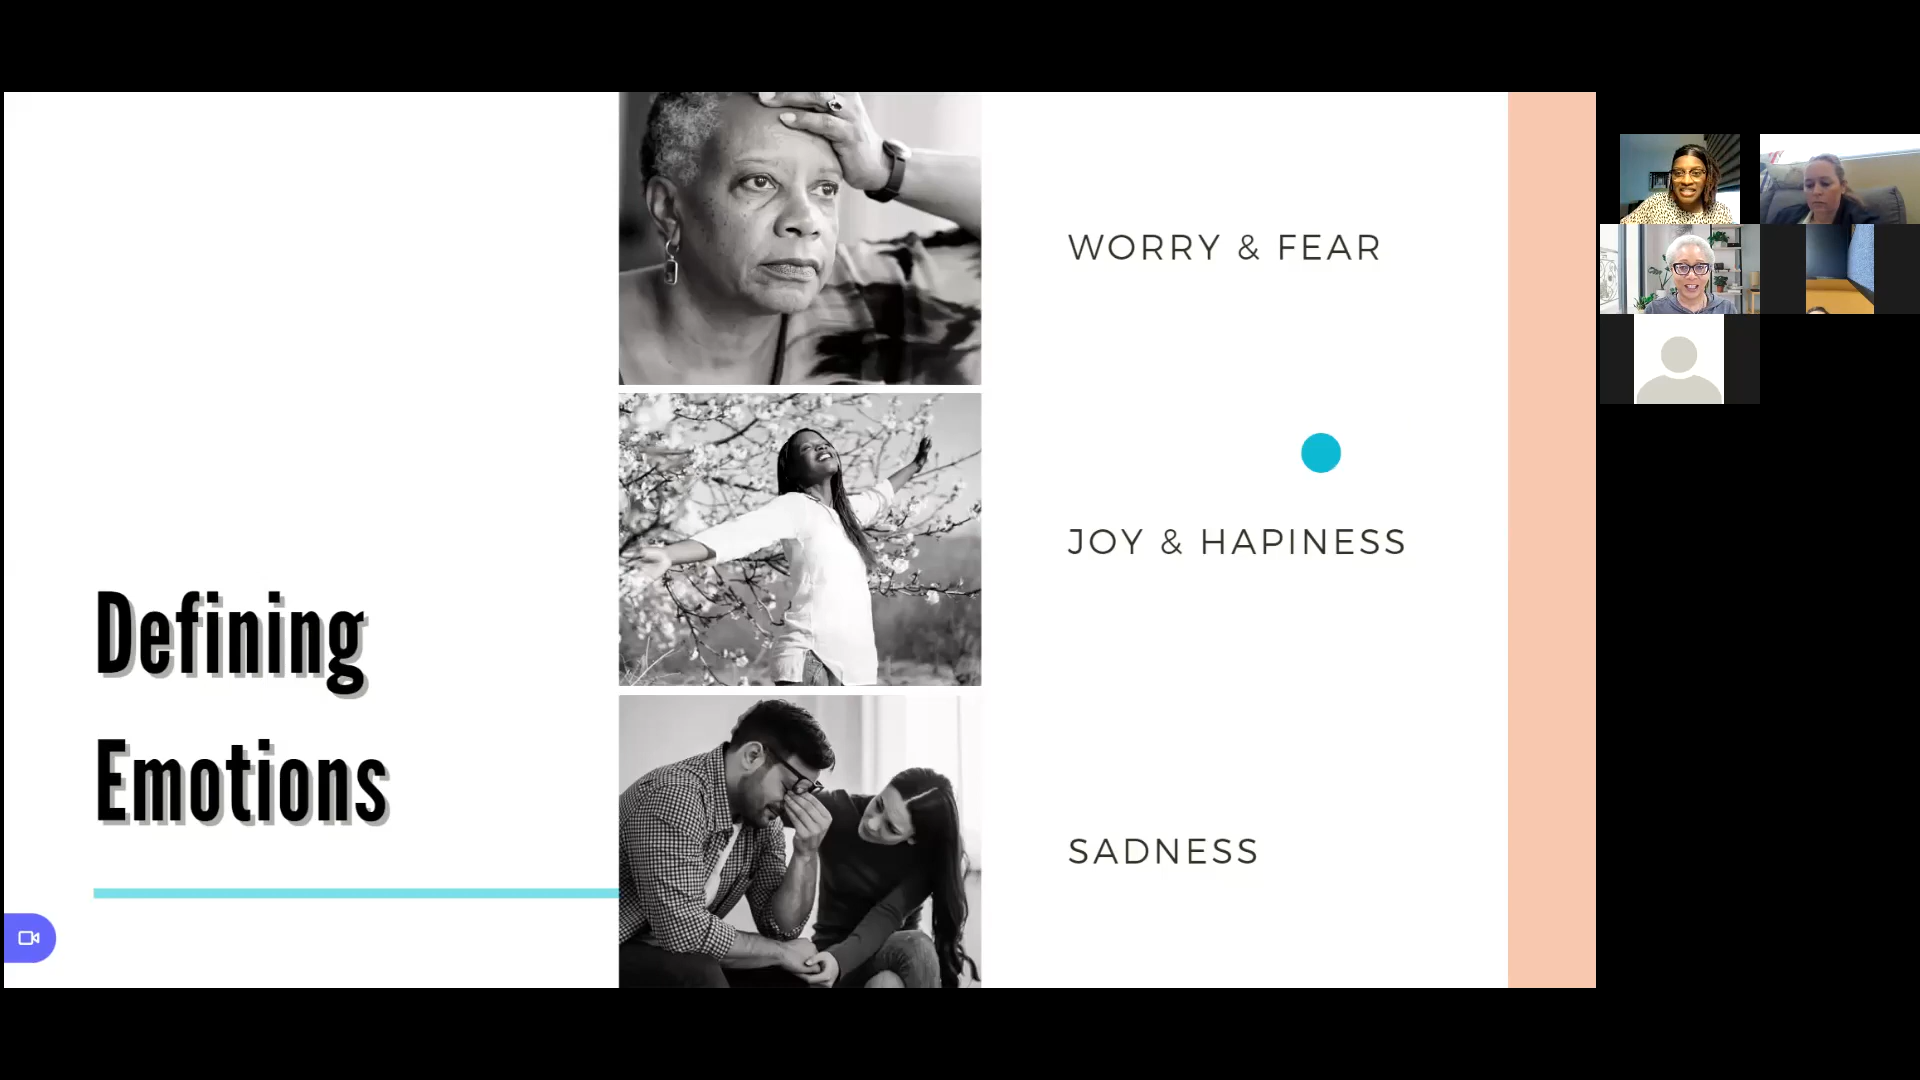 Defining
Emotions
WORRY & FEAR
JOY & HAPINESS
SADNESS